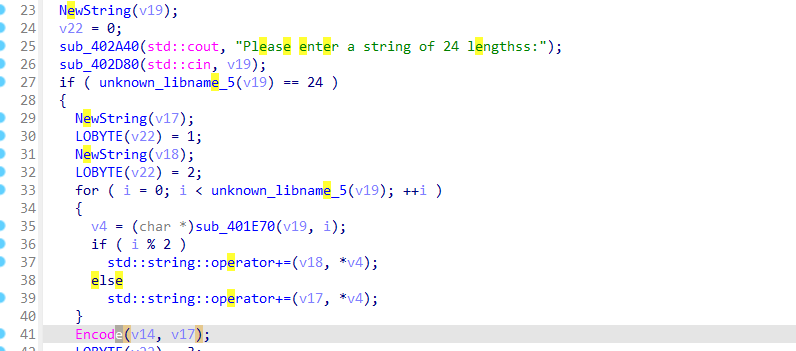 23 NewString(v19);
24 v22 = 0;
25 sub_402A40(std::cout, "Please enter a string of 24 lengthss:");
26 sub_402D80(std::cin, v19);
27 if ( unknown_libname_5(v19) == 24 )
28 {
29 NewString(v17);
30 LOBYTE(v22) = 1;
31 NewString(v18);
32 LOBYTE(v22) = 2;
33 for ( i = 0; i < unknown_libname_5(v19); ++i )
34 {
35 v4 = (char *)sub_401E70(v19, i);
36 if ( i % 2 )
37 std::string::operator+=(v18, *v4);
38 else
39 std::string::operator+=(v17, *v4);
40 }
41 Encode(v14, v17);
42 LOBYTE(v22) = 3;